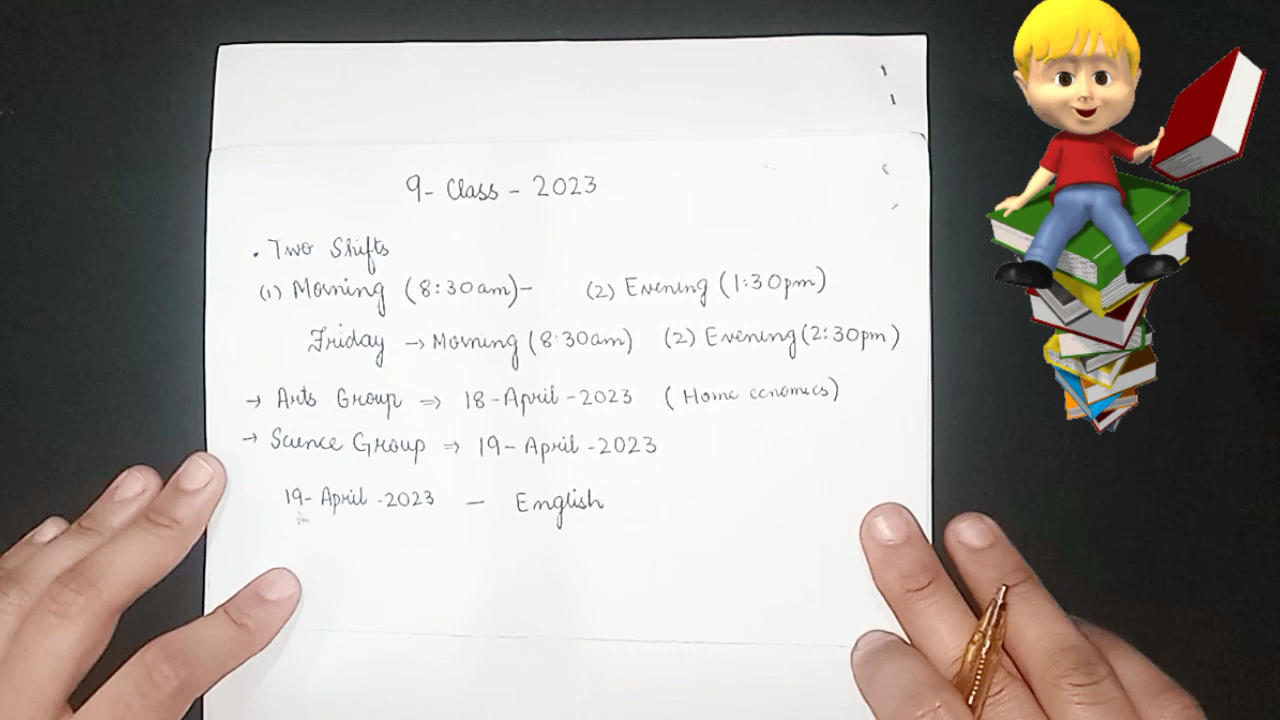 9- Class - 2023
• Two Shifts
(1) Morning (8:30am)- (2) Evening (1:30pm)
Friday → Morning (8:30am) (2) Evening (2:30pm)
→ Arts Group ⇒ 18-April-2023 (Home economics)
→ Science Group ⇒ 19-April-2023
19-April-2023 — English